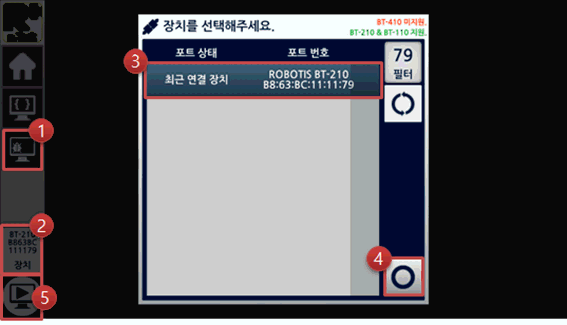 장치를 선택해주세요.
BT-410 미지원.
BT-210 & BT-110 지원.
포트 상태
포트 번호
79
필터
3
최근 연결 장치
ROBOTIS BT-210
B8:63:BC:11:11:79
{ }
1
2
BT-210
B863BC
111179
장치
4
5